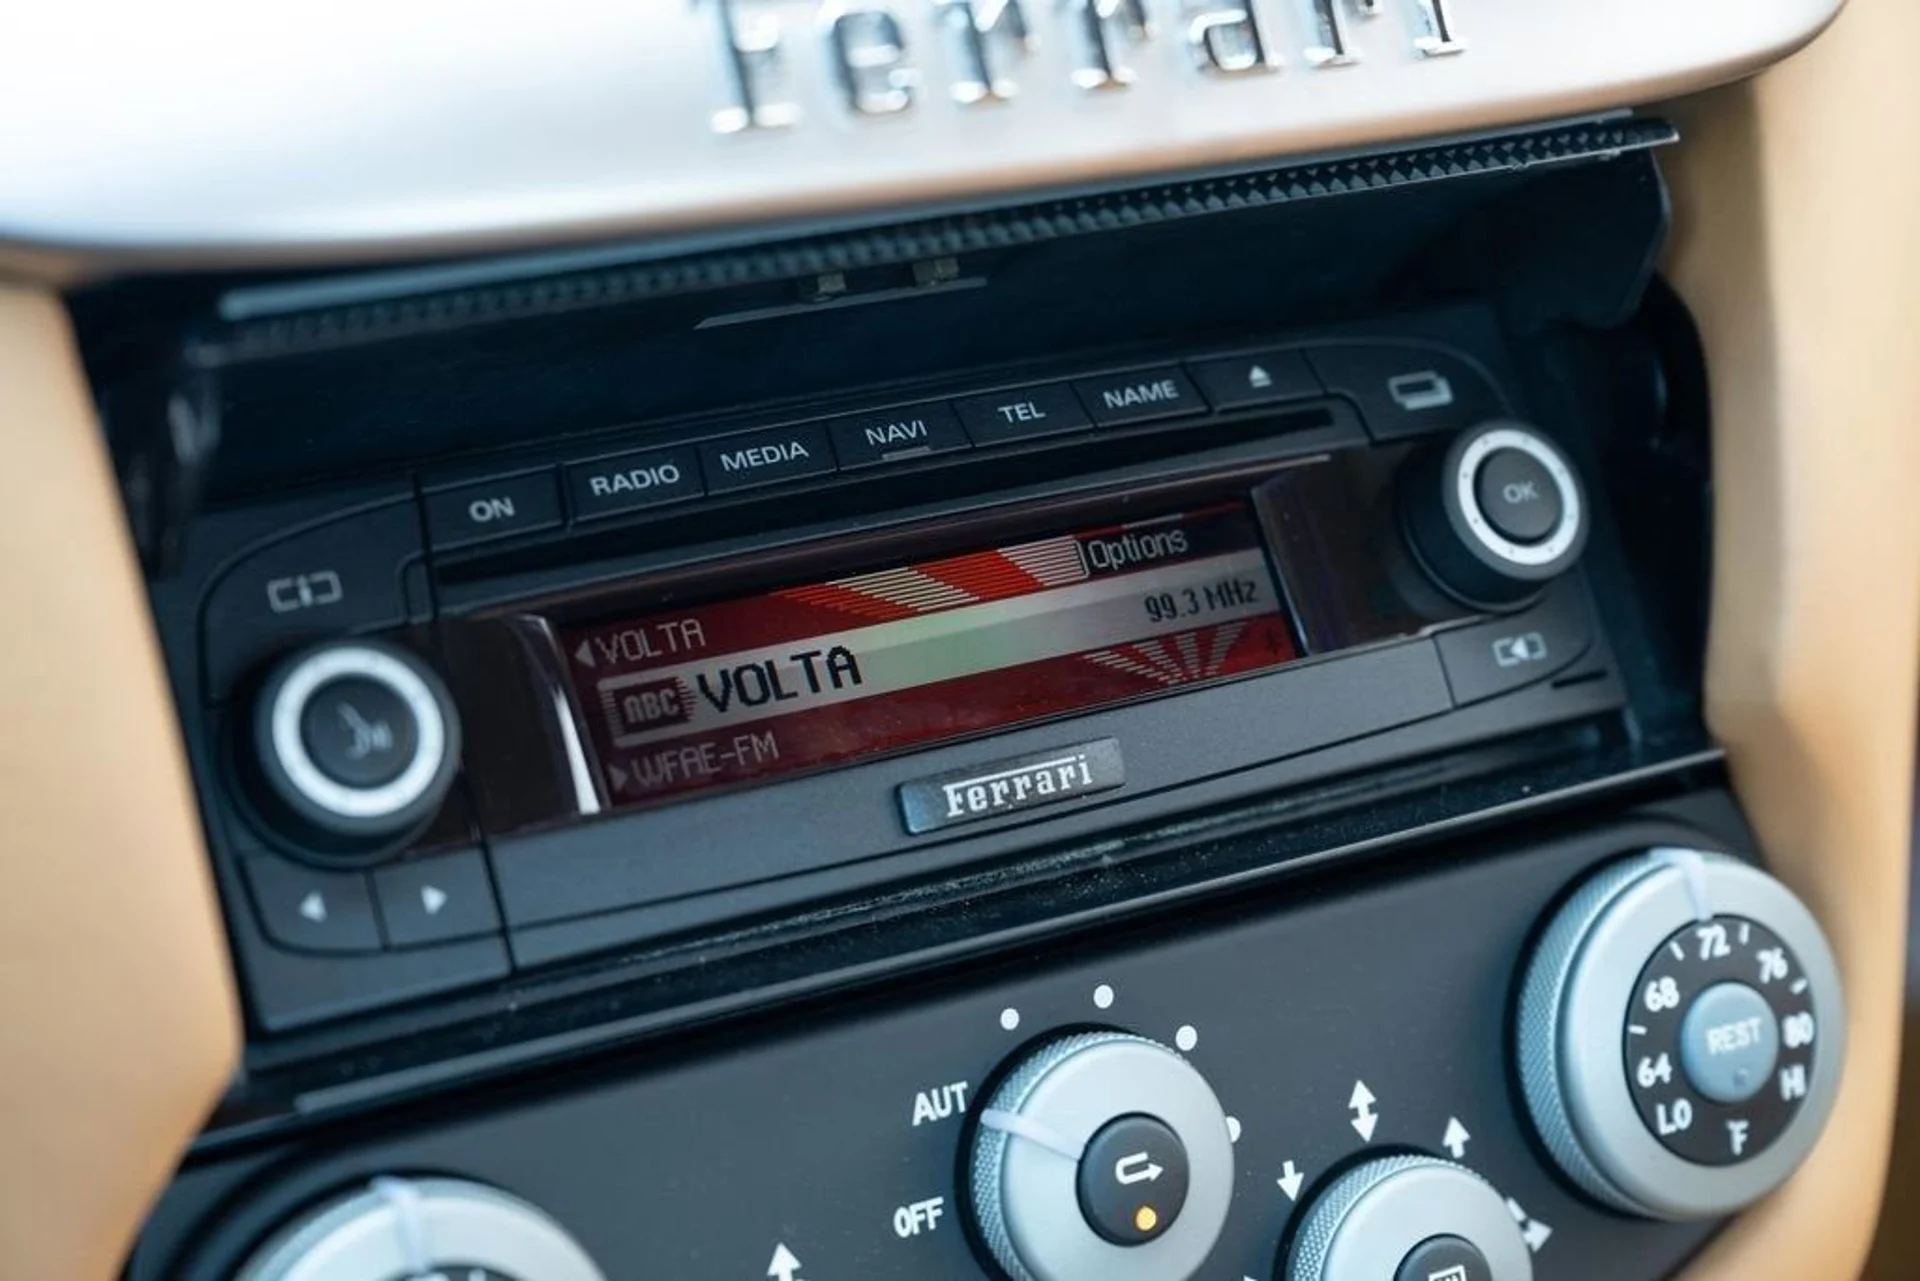 Ferrari
ON RADIO MEDIA NAVI TEL NAME
OK
Options
VOLTA
ABC VOLTA 99.3 MHz
WFAE-FM
Ferrari
AUT
OFF
LO 64 68 72 76 80 HI
REST
F